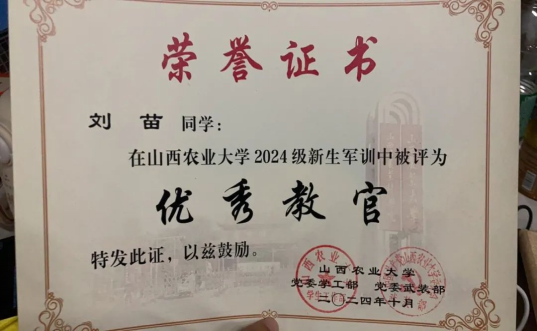 荣誉证书
刘苗 同学：
在山西农业大学2024级新生军训中被评为
优秀教官
特发此证，以兹鼓励。
山西农业大学
党委学工部 党委武装部
二〇二四年十月